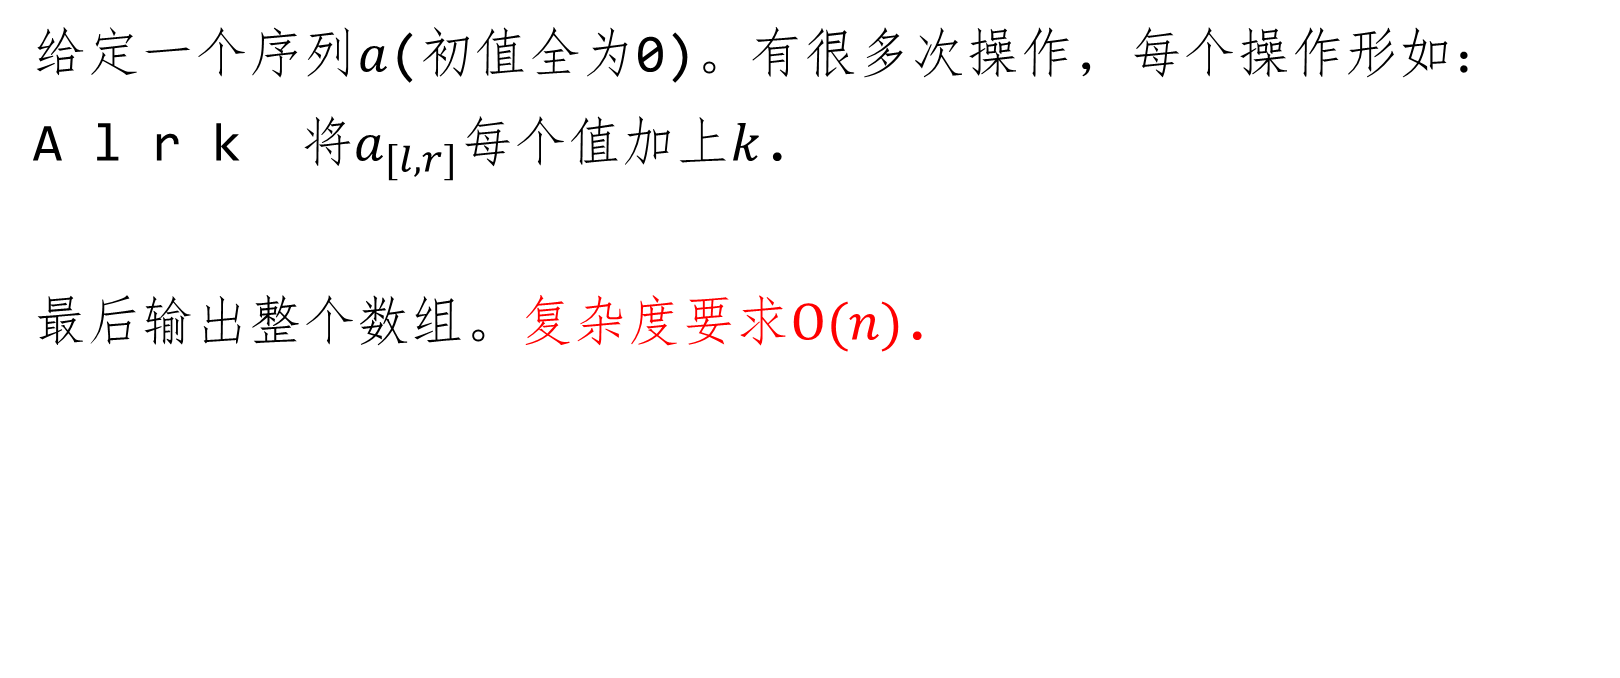 给定一个序列a(初值全为0)。有很多次操作，每个操作形如：
A l r k 将a[l,r]每个值加上k.
最后输出整个数组。复杂度要求O(n).